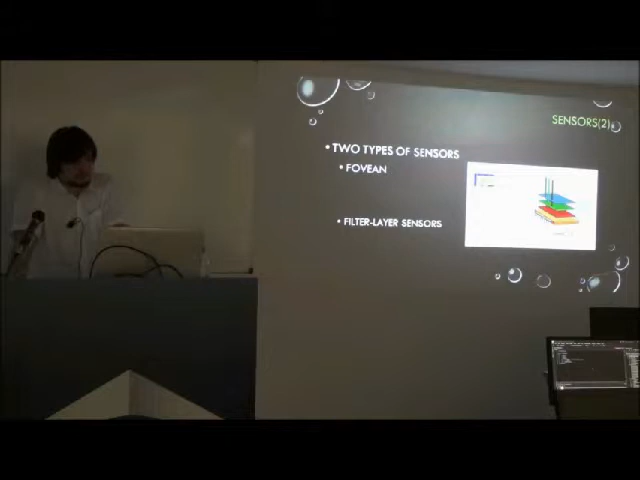 SENSORS(2)
• TWO TYPES OF SENSORS
• FOVEAN
• FILTER-LAYER SENSORS